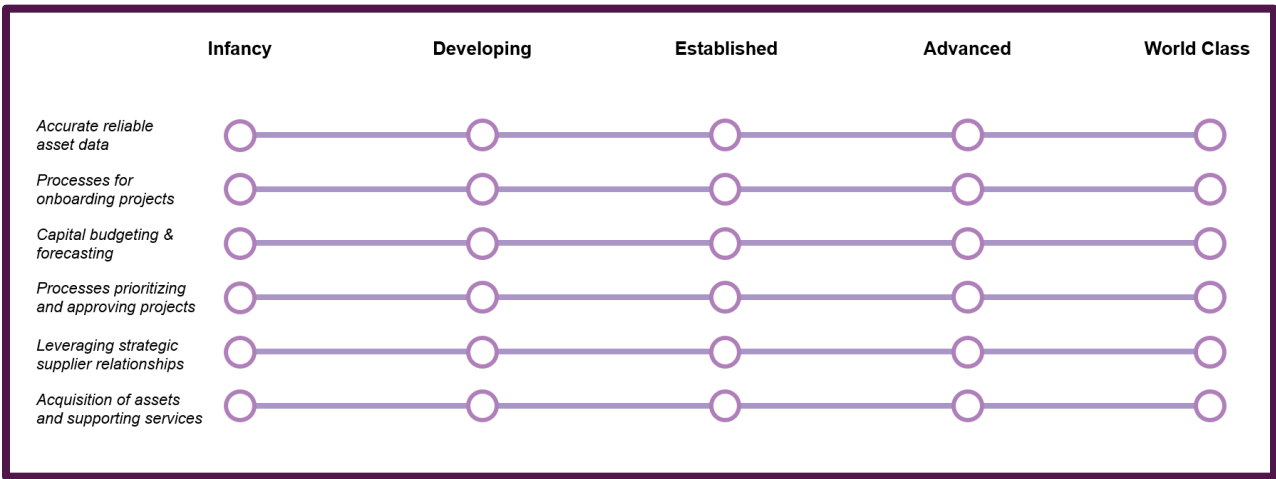 Infancy Developing Established Advanced World Class
Accurate reliable
asset data
Processes for
onboarding projects
Capital budgeting &
forecasting
Processes prioritizing
and approving projects
Leveraging strategic
supplier relationships
Acquisition of assets
and supporting services